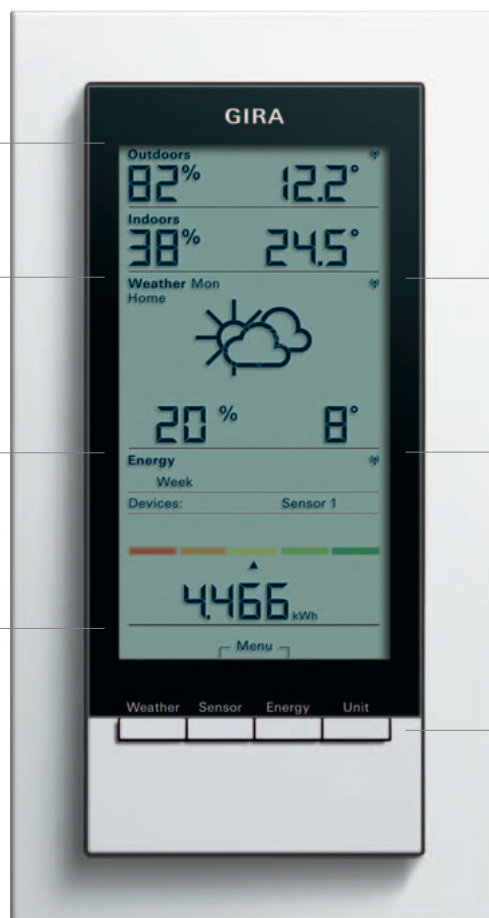 GIRA
Outdoors
82% 12.2°
Indoors
38% 24.5°
Weather Mon
Home
20 % 8°
Energy
Week
Devices: Sensor 1
4.466 kWh
Menu
Weather Sensor Energy Unit